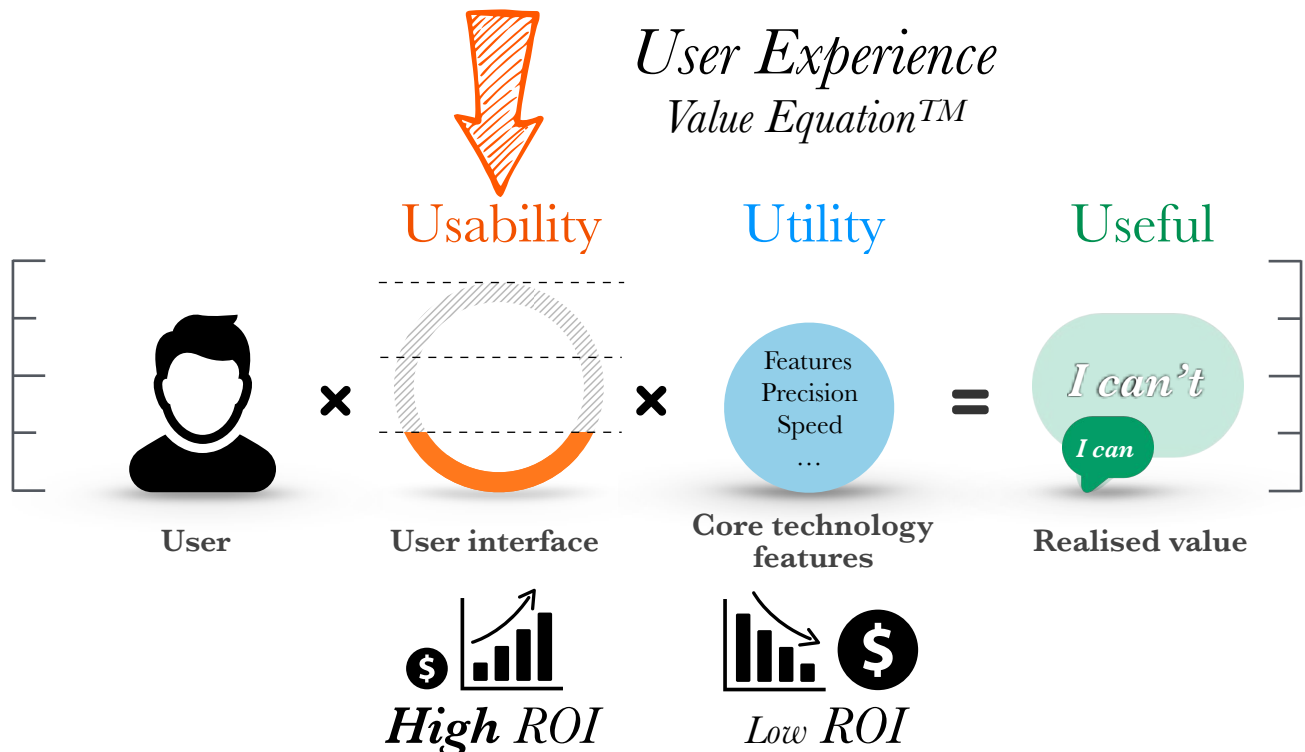 User Experience
Value Equation™
Usability
Utility
Useful
Features
Precision
Speed
...
I can't
I can
User
User interface
Core technology
features
Realised value
$
$
High ROI
Low ROI